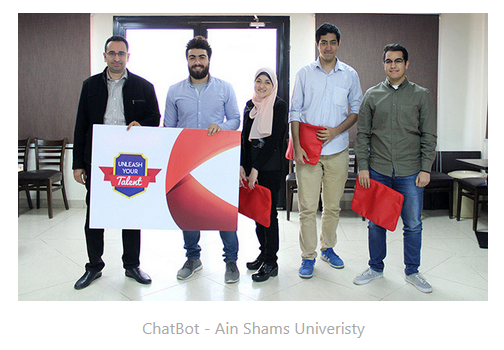 UNLEASH
YOUR
Talent
ChatBot - Ain Shams Univeristy